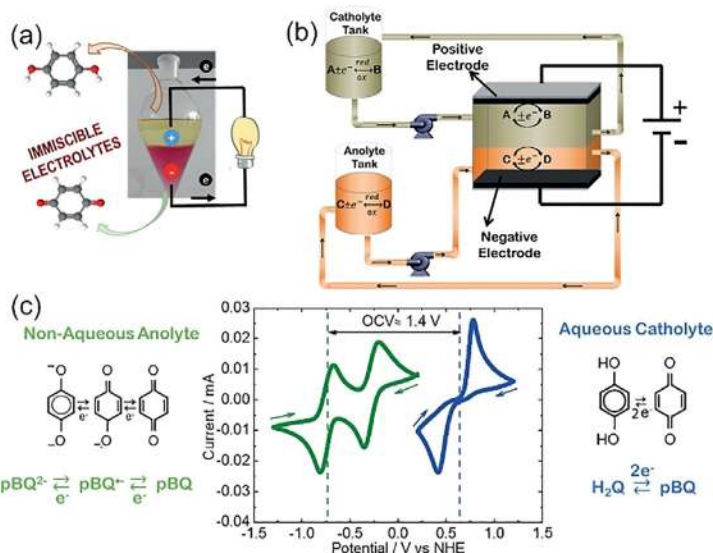 (a)
IMMISCIBLE
ELECTROLYTES
+
-
e
e
(b)
Catholyte
Tank
A±e⁻ red ox B
Positive
Electrode
A ±e⁻ B
C ±e⁻ D
+
-
Anolyte
Tank
C±e⁻ red ox D
Negative
Electrode
(c)
Non-Aqueous Anolyte
⁻O
e⁻
e⁻
O⁻
O
O⁻
O
O
pBQ²⁻ ⇌ pBQ•⁻ ⇌ pBQ
e⁻ e⁻
OCV≈ 1.4 V
0.03
0.02
0.01
0.00
-0.01
-0.02
-0.03
-0.04
Current / mA
-1.5 -1.0 -0.5 0.0 0.5 1.0 1.5
Potential / V vs NHE
Aqueous Catholyte
HO
OH
2e⁻
O
O
2e⁻
H₂Q ⇌ pBQ